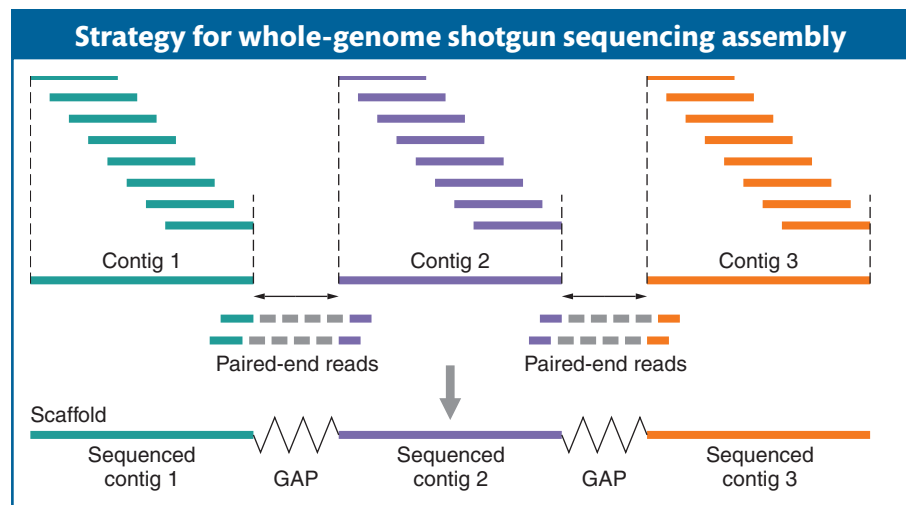 Strategy for whole-genome shotgun sequencing assembly
Contig 1
Contig 2
Contig 3
Paired-end reads
Paired-end reads
Scaffold
Sequenced
contig 1
GAP
Sequenced
contig 2
GAP
Sequenced
contig 3